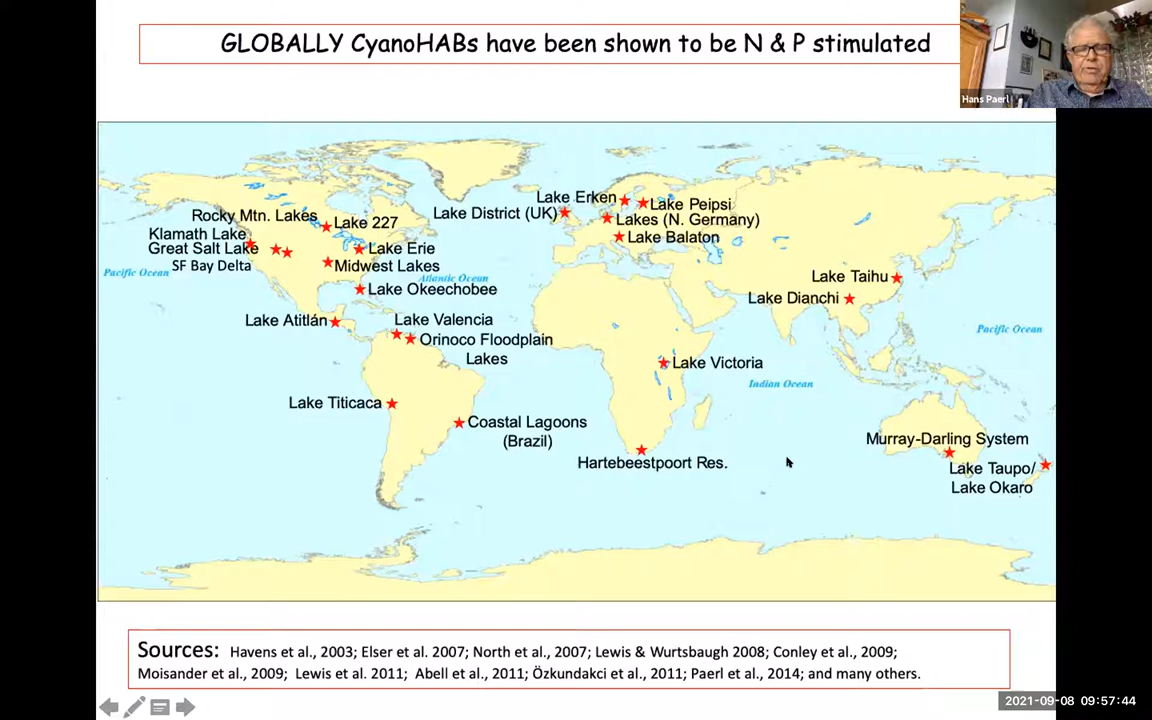 GLOBALLY CyanoHABs have been shown to be N & P stimulated
Hans Paerl
Lake Erken
Lake Peipsi
Lake District (UK)
Lakes (N. Germany)
Rocky Mtn. Lakes
Lake 227
Klamath Lake
Lake Balaton
Great Salt Lake
Lake Erie
SF Bay Delta
Midwest Lakes
Pacific Ocean
Atlantic Ocean
Lake Taihu
Lake Okeechobee
Lake Dianchi
Lake Atitlán
Lake Valencia
Pacific Ocean
Orinoco Floodplain
Lakes
Lake Victoria
Indian Ocean
Lake Titicaca
Coastal Lagoons
(Brazil)
Murray-Darling System
Hartebeestpoort Res.
Lake Taupo/
Lake Okaro
Sources: Havens et al., 2003; Elser et al. 2007; North et al., 2007; Lewis & Wurtsbaugh 2008; Conley et al., 2009;
Moisander et al., 2009; Lewis et al. 2011; Abell et al., 2011; Özkundakci et al., 2011; Paerl et al., 2014; and many others.
2021-09-08 09:57:44